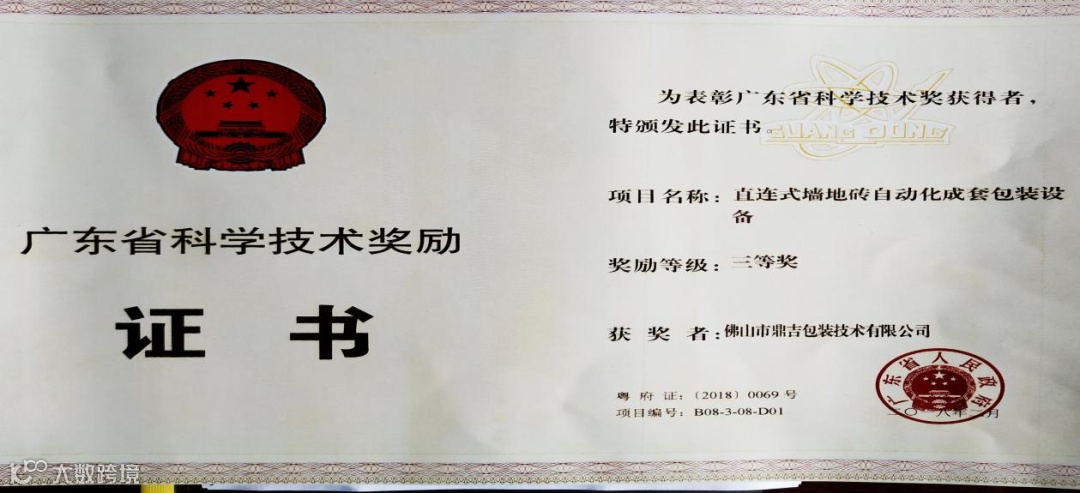 广东省科学技术奖励
证书
为表彰广东省科学技术奖获得者，
特颁发此证书。
GUANG DONG
项目名称：直连式墙地砖自动化成套包装设
备
奖励等级：三等奖
获奖者：佛山市鼎吉包装技术有限公司
广东省人民政府
粤府证：〔2018〕0069号
项目编号：B08-3-08-D01
大数跨境